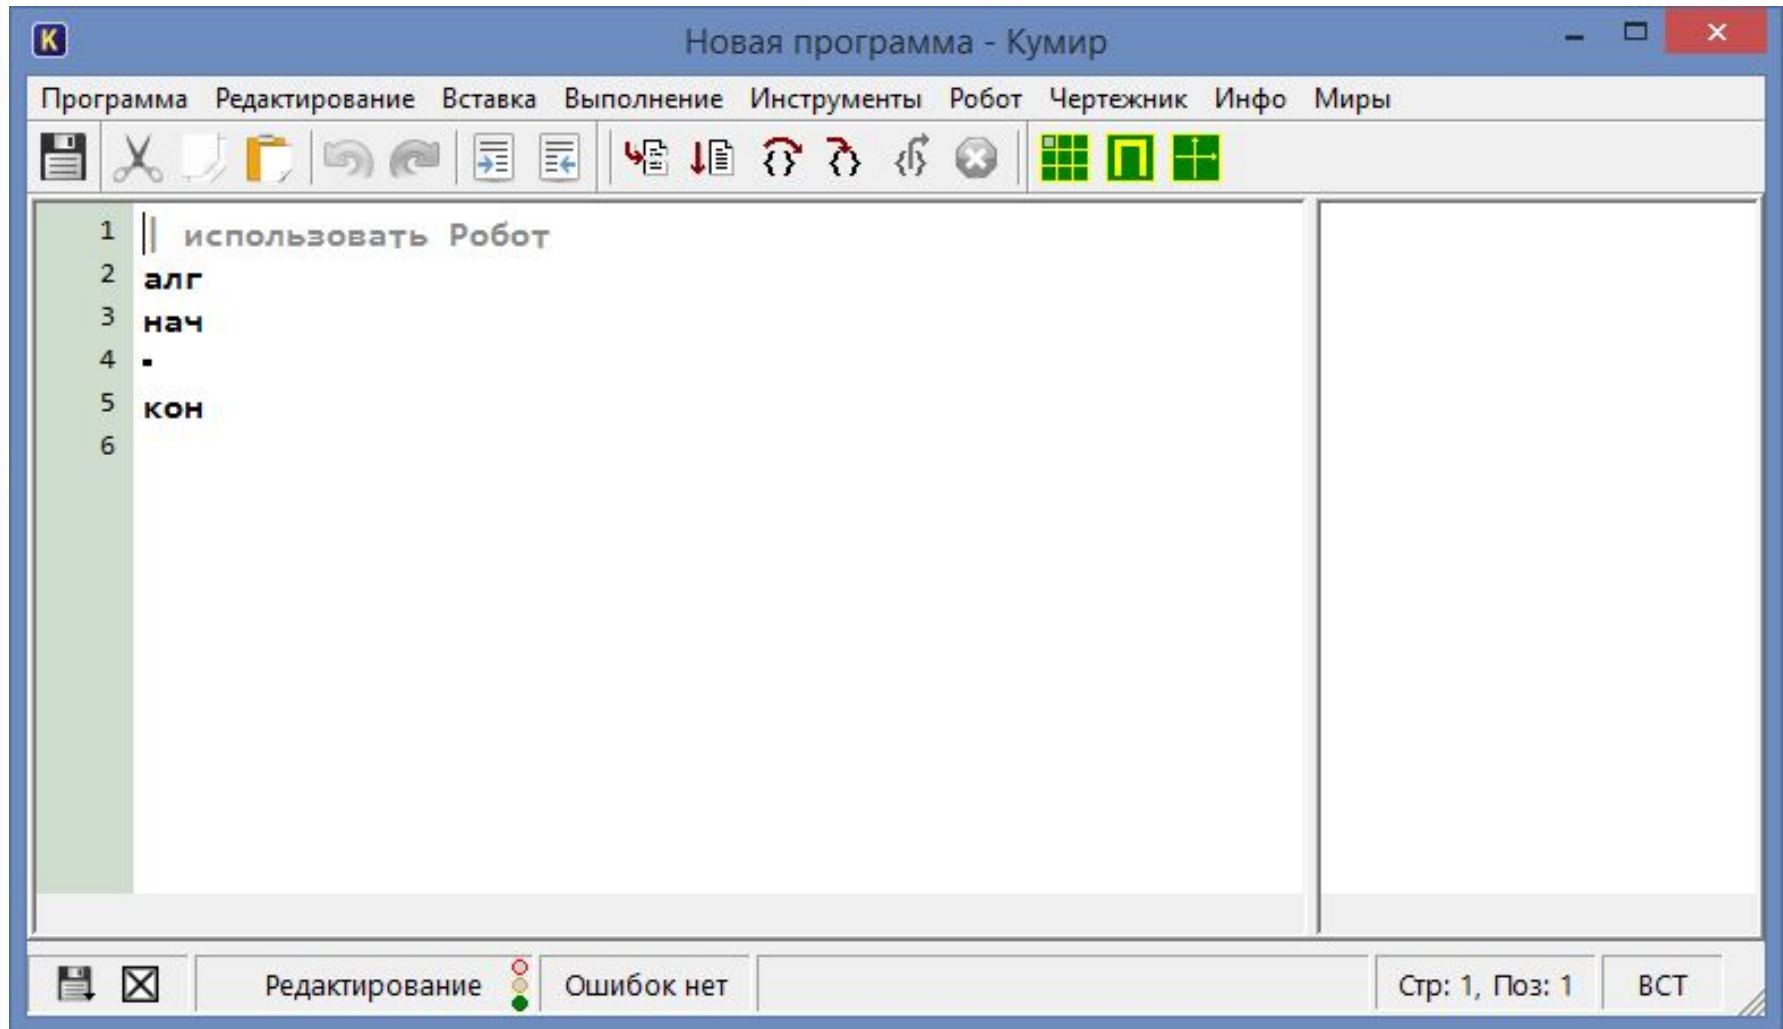 Новая программа - Кумир
Программа Редактирование Вставка Выполнение Инструменты Робот Чертежник Инфо Миры
1 | использовать Робот
2 алг
3 нач
4 .
5 кон
6
Редактирование Ошибок нет Стр: 1, Поз: 1 ВСТ